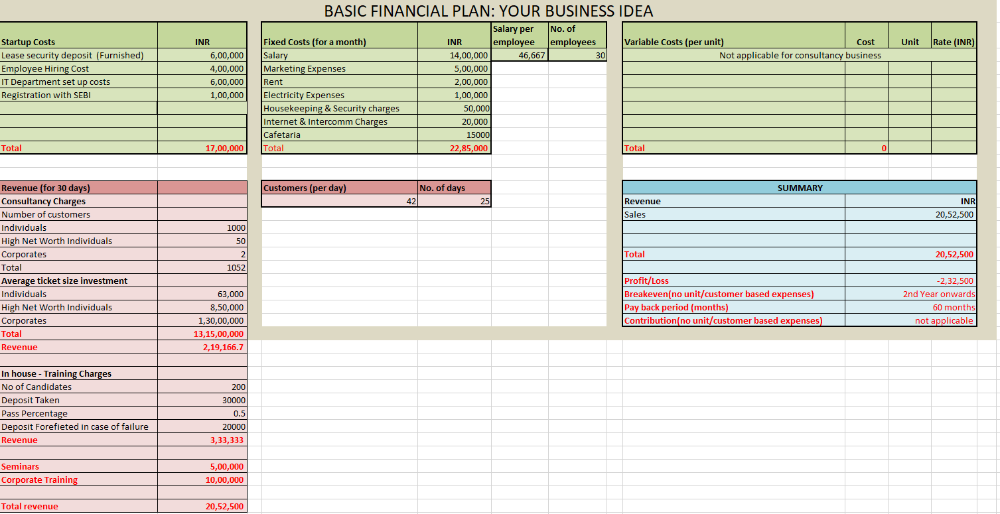 BASIC FINANCIAL PLAN: YOUR BUSINESS IDEA
Startup Costs INR
Lease security deposit (Furnished) 6,00,000
Employee Hiring Cost 4,00,000
IT Department set up costs 6,00,000
Registration with SEBI 1,00,000
Total 17,00,000
Fixed Costs (for a month) INR Salary per employee No. of employees
Salary 14,00,000 46,667 30
Marketing Expenses 5,00,000
Rent 2,00,000
Electricity Expenses 1,00,000
Housekeeping & Security charges 50,000
Internet & Intercomm Charges 20,000
Cafetaria 15000
Total 22,85,000
Variable Costs (per unit) Cost Unit Rate (INR)
Not applicable for consultancy business
Total 0
Revenue (for 30 days)
Consultancy Charges
Number of customers
Individuals 1000
High Net Worth Individuals 50
Corporates 2
Total 1052
Average ticket size investment
Individuals 63,000
High Net Worth Individuals 8,50,000
Corporates 1,30,00,000
Total 13,15,00,000
Revenue 2,19,166.7
In house - Training Charges
No of Candidates 200
Deposit Taken 30000
Pass Percentage 0.5
Deposit Forefieted in case of failure 20000
Revenue 3,33,333
Seminars 5,00,000
Corporate Training 10,00,000
Total revenue 20,52,500
Customers (per day) No. of days
42 25
SUMMARY
Revenue INR
Sales 20,52,500
Total 20,52,500
Profit/Loss -2,32,500
Breakeven(no unit/customer based expenses) 2nd Year onwards
Pay back period (months) 60 months
Contribution(no unit/customer based expenses) not applicable